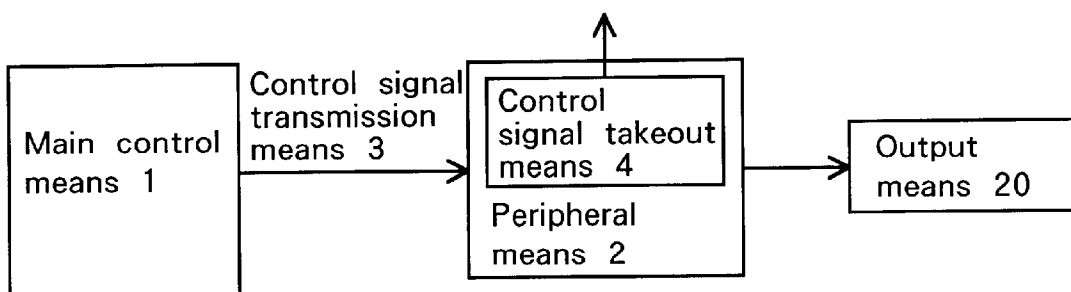 Main control
means 1
Control signal
transmission
means 3
Control
signal takeout
means 4
Peripheral
means 2
Output
means 20